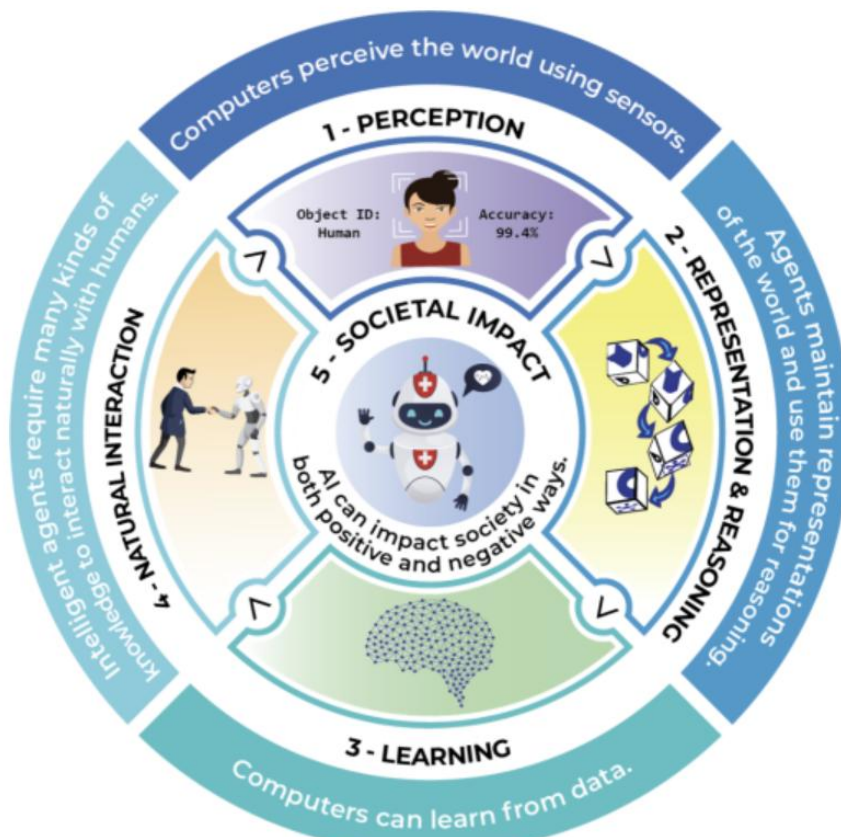 Computers perceive the world using sensors.
1 - PERCEPTION
Object ID:
Human
Accuracy:
99.4%
Agents maintain representations
of the world and use them for reasoning.
2 - REPRESENTATION & REASONING
Computers can learn from data.
3 - LEARNING
Intelligent agents require many kinds of
knowledge to interact naturally with humans.
4 - NATURAL INTERACTION
5 - SOCIETAL IMPACT
AI can impact society in
both positive and negative ways.